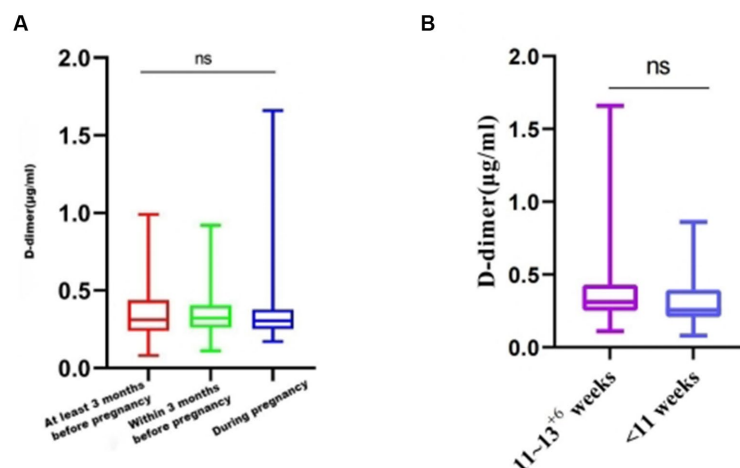 A
B
ns
2.0
1.5
1.0
0.5
0.0
D-dimer(μg/ml)
At least 3 months
before pregnancy
Within 3 months
before pregnancy
During pregnancy
ns
2.0
1.5
1.0
0.5
0.0
D-dimer(μg/ml)
11~13+6 weeks
<11 weeks